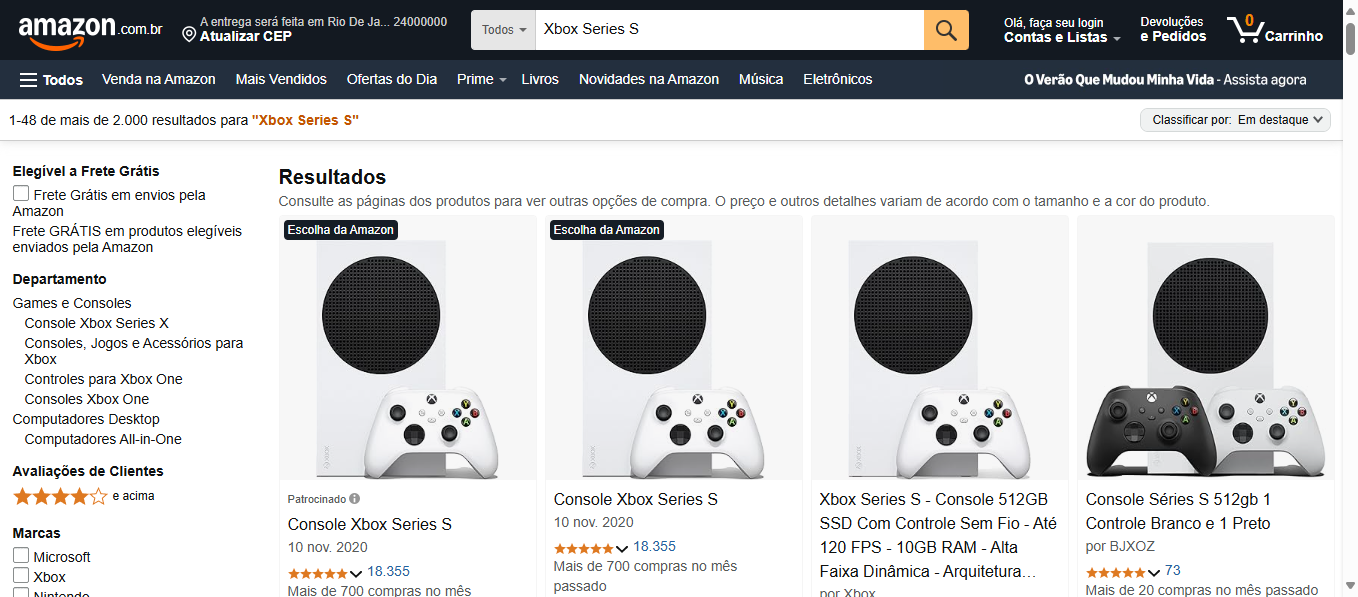 amazon.com.br
A entrega será feita em Rio De Ja... 24000000
Atualizar CEP
Todos
Xbox Series S
Olá, faça seu login
Contas e Listas
Devoluções
e Pedidos
0
Carrinho
Todos
Venda na Amazon
Mais Vendidos
Ofertas do Dia
Prime
Livros
Novidades na Amazon
Música
Eletrônicos
O Verão Que Mudou Minha Vida - Assista agora
1-48 de mais de 2.000 resultados para "Xbox Series S"
Classificar por: Em destaque
Elegível a Frete Grátis
Frete Grátis em envios pela
Amazon
Frete GRÁTIS em produtos elegíveis
enviados pela Amazon
Departamento
Games e Consoles
Console Xbox Series X
Consoles, Jogos e Acessórios para
Xbox
Controles para Xbox One
Consoles Xbox One
Computadores Desktop
Computadores All-in-One
Avaliações de Clientes
e acima
Marcas
Microsoft
Xbox
Nintendo
Resultados
Consulte as páginas dos produtos para ver outras opções de compra. O preço e outros detalhes variam de acordo com o tamanho e a cor do produto.
Escolha da Amazon
Patrocinado
Console Xbox Series S
10 nov. 2020
18.355
Mais de 700 compras no mês
Escolha da Amazon
Console Xbox Series S
10 nov. 2020
18.355
Mais de 700 compras no mês
passado
Xbox Series S - Console 512GB
SSD Com Controle Sem Fio - Até
120 FPS - 10GB RAM - Alta
Faixa Dinâmica - Arquitetura…
por Xbox
Console Séries S 512gb 1
Controle Branco e 1 Preto
por BJXOZ
73
Mais de 20 compras no mês passado